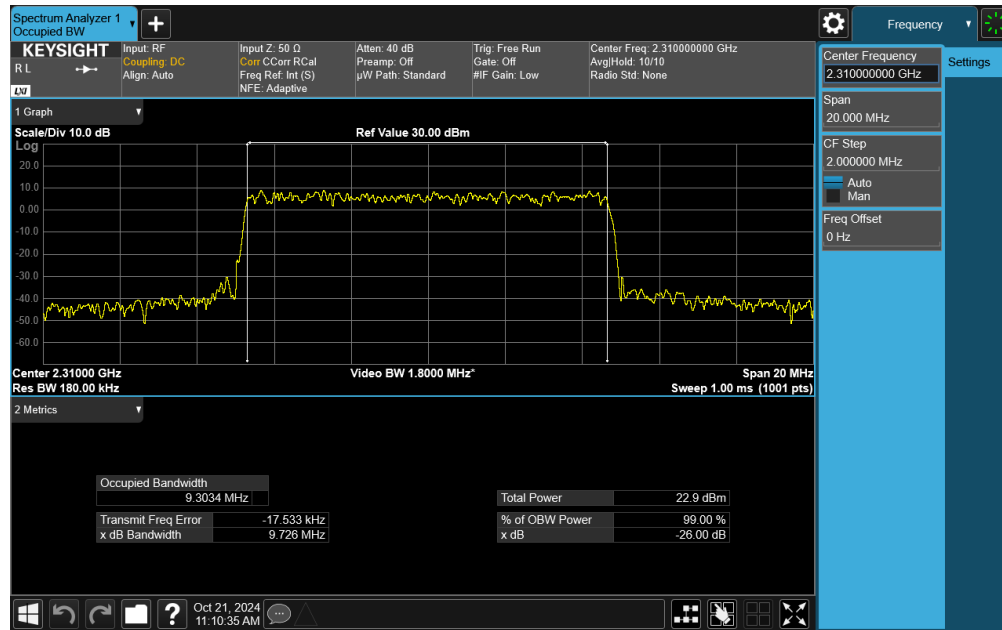 Spectrum Analyzer 1
Occupied BW
Frequency
KEYSIGHT
R L
LXI
Input: RF
Coupling: DC
Align: Auto
Input Z: 50 Ω
Corr CCorr RCal
Freq Ref: Int (S)
NFE: Adaptive
Atten: 40 dB
Preamp: Off
µW Path: Standard
Trig: Free Run
Gate: Off
#IF Gain: Low
Center Freq: 2.310000000 GHz
Avg|Hold: 10/10
Radio Std: None
Center Frequency
2.310000000 GHz
Settings
Span
20.000 MHz
CF Step
2.000000 MHz
Auto
Man
Freq Offset
0 Hz
1 Graph
Scale/Div 10.0 dB
Ref Value 30.00 dBm
Log
20.0
10.0
0.00
-10.0
-20.0
-30.0
-40.0
-50.0
-60.0
Center 2.31000 GHz
Video BW 1.8000 MHz*
Span 20 MHz
Res BW 180.00 kHz
Sweep 1.00 ms (1001 pts)
2 Metrics
Occupied Bandwidth
9.3034 MHz
Total Power 22.9 dBm
Transmit Freq Error -17.533 kHz
% of OBW Power 99.00 %
x dB Bandwidth 9.726 MHz
x dB -26.00 dB
Oct 21, 2024
11:10:35 AM